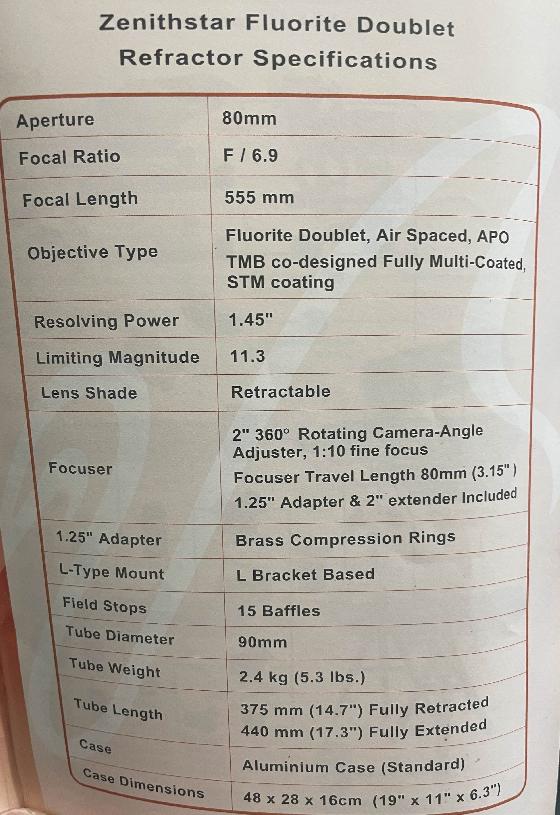 Zenithstar Fluorite Doublet
Refractor Specifications
Aperture 80mm
Focal Ratio F / 6.9
Focal Length 555 mm
Objective Type Fluorite Doublet, Air Spaced, APO
TMB co-designed Fully Multi-Coated,
STM coating
Resolving Power 1.45"
Limiting Magnitude 11.3
Lens Shade Retractable
Focuser 2" 360° Rotating Camera-Angle
Adjuster, 1:10 fine focus
Focuser Travel Length 80mm (3.15")
1.25" Adapter & 2" extender Included
1.25" Adapter Brass Compression Rings
L-Type Mount L Bracket Based
Field Stops 15 Baffles
Tube Diameter 90mm
Tube Weight 2.4 kg (5.3 lbs.)
Tube Length 375 mm (14.7") Fully Retracted
440 mm (17.3") Fully Extended
Case Aluminium Case (Standard)
Case Dimensions 48 x 28 x 16cm (19" x 11" x 6.3")